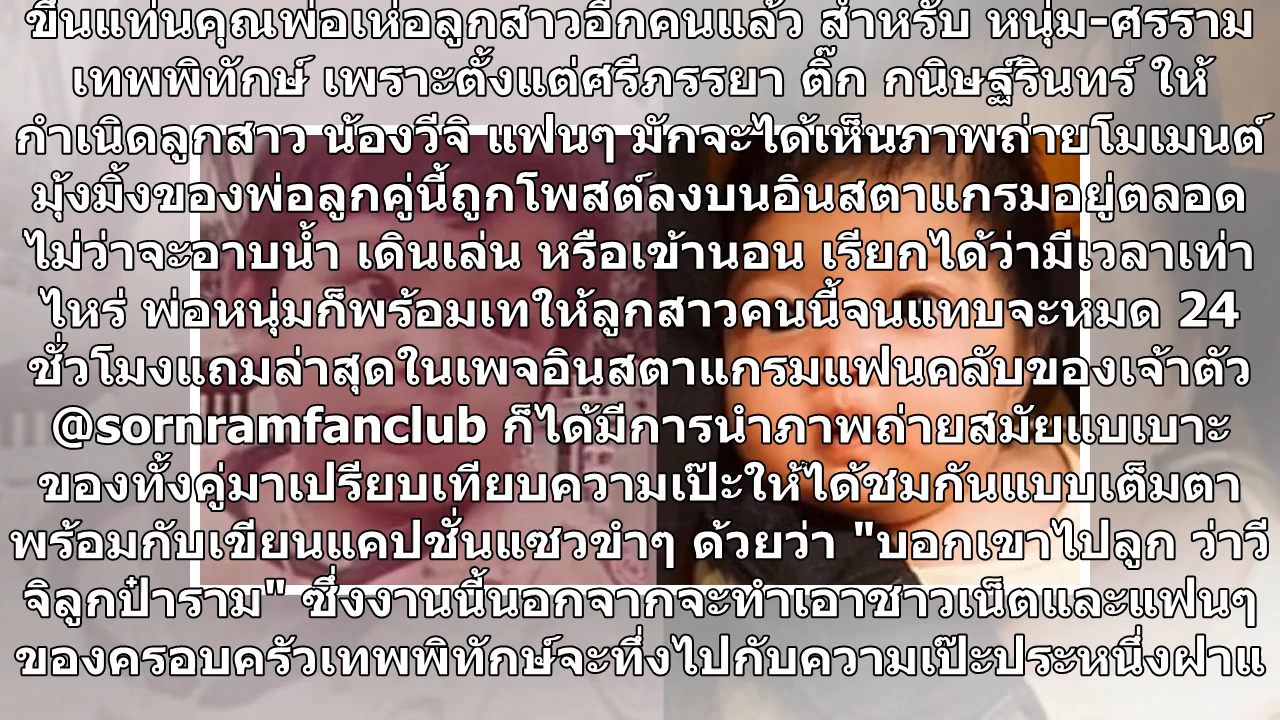 ขึ้นแท่นคุณพ่อเห่อลูกสาวอีกคนแล้ว สำหรับ หนุ่ม-ศรราม
เทพพิทักษ์ เพราะตั้งแต่ศรีภรรยา ติ๊ก กนิษฐ์รินทร์ ให้
กำเนิดลูกสาว น้องวีจิ แฟนๆ มักจะได้เห็นภาพถ่ายโมเมนต์
มุ้งมิ้งของพ่อลูกคู่นี้ถูกโพสต์ลงบนอินสตาแกรมอยู่ตลอด
ไม่ว่าจะอาบน้ำ เดินเล่น หรือเข้านอน เรียกได้ว่ามีเวลาเท่า
ไหร่ พ่อหนุ่มก็พร้อมเทให้ลูกสาวคนนี้จนแทบจะหมด 24
ชั่วโมงแถมล่าสุดในเพจอินสตาแกรมแฟนคลับของเจ้าตัว
@sornramfanclub ก็ได้มีการนำภาพถ่ายสมัยแบเบาะ
ของทั้งคู่มาเปรียบเทียบความเป๊ะให้ได้ชมกันแบบเต็มตา
พร้อมกับเขียนแคปชั่นแซวขำๆ ด้วยว่า "บอกเขาไปลูก ว่าวี
จิลูกป๋าราม" ซึ่งงานนี้นอกจากจะทำเอาชาวเน็ตและแฟนๆ
ของครอบครัวเทพพิทักษ์จะทึ่งไปกับความเป๊ะประหนึ่งฝาแ